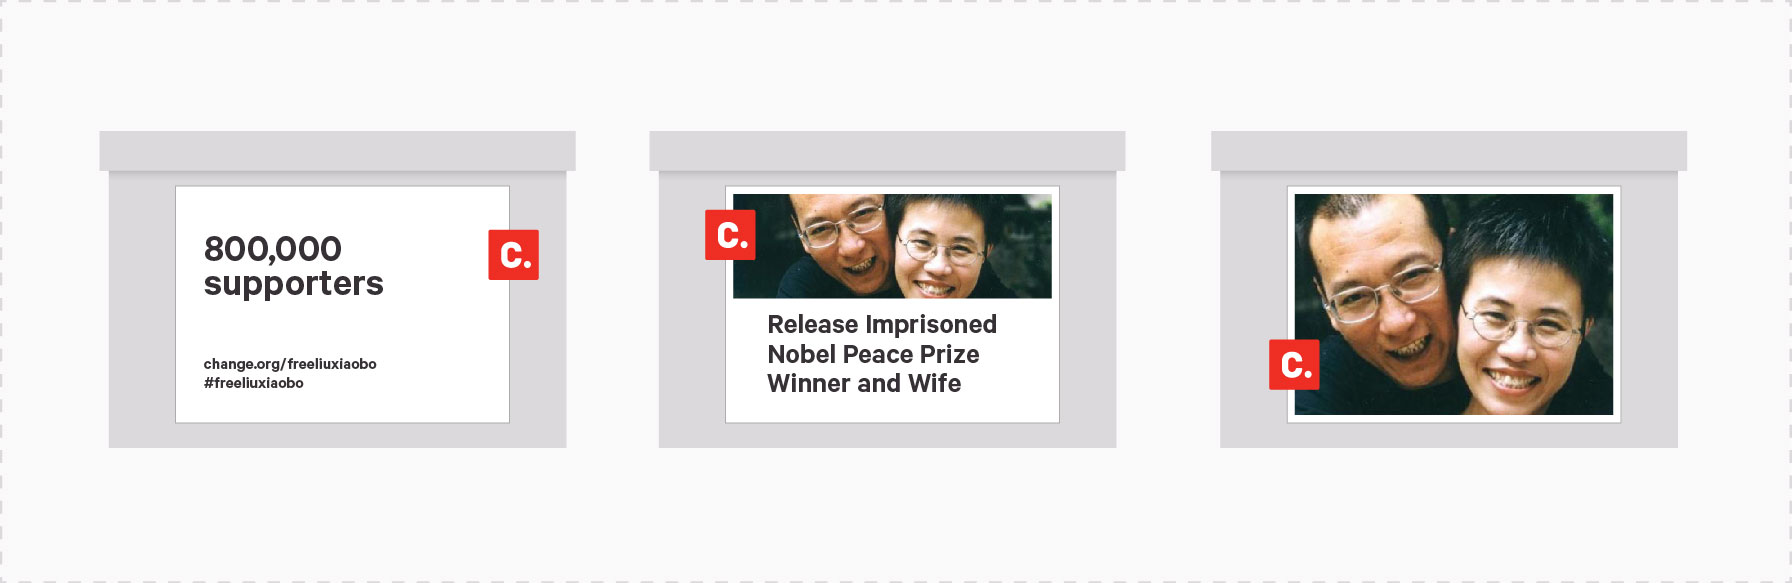 800,000
supporters
change.org/freeliuxiaobo
#freeliuxiaobo
C.
C.
Release Imprisoned
Nobel Peace Prize
Winner and Wife
C.